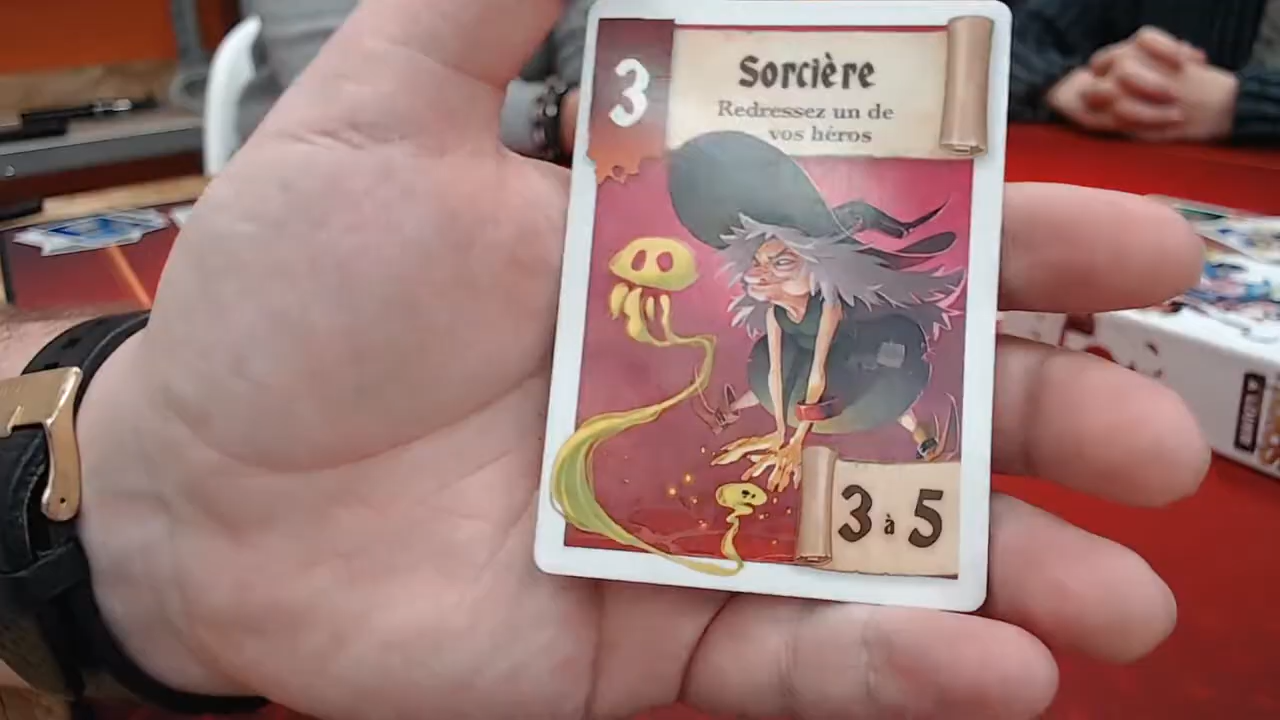 3
Sorcière
Redressez un de
vos héros
3 à 5